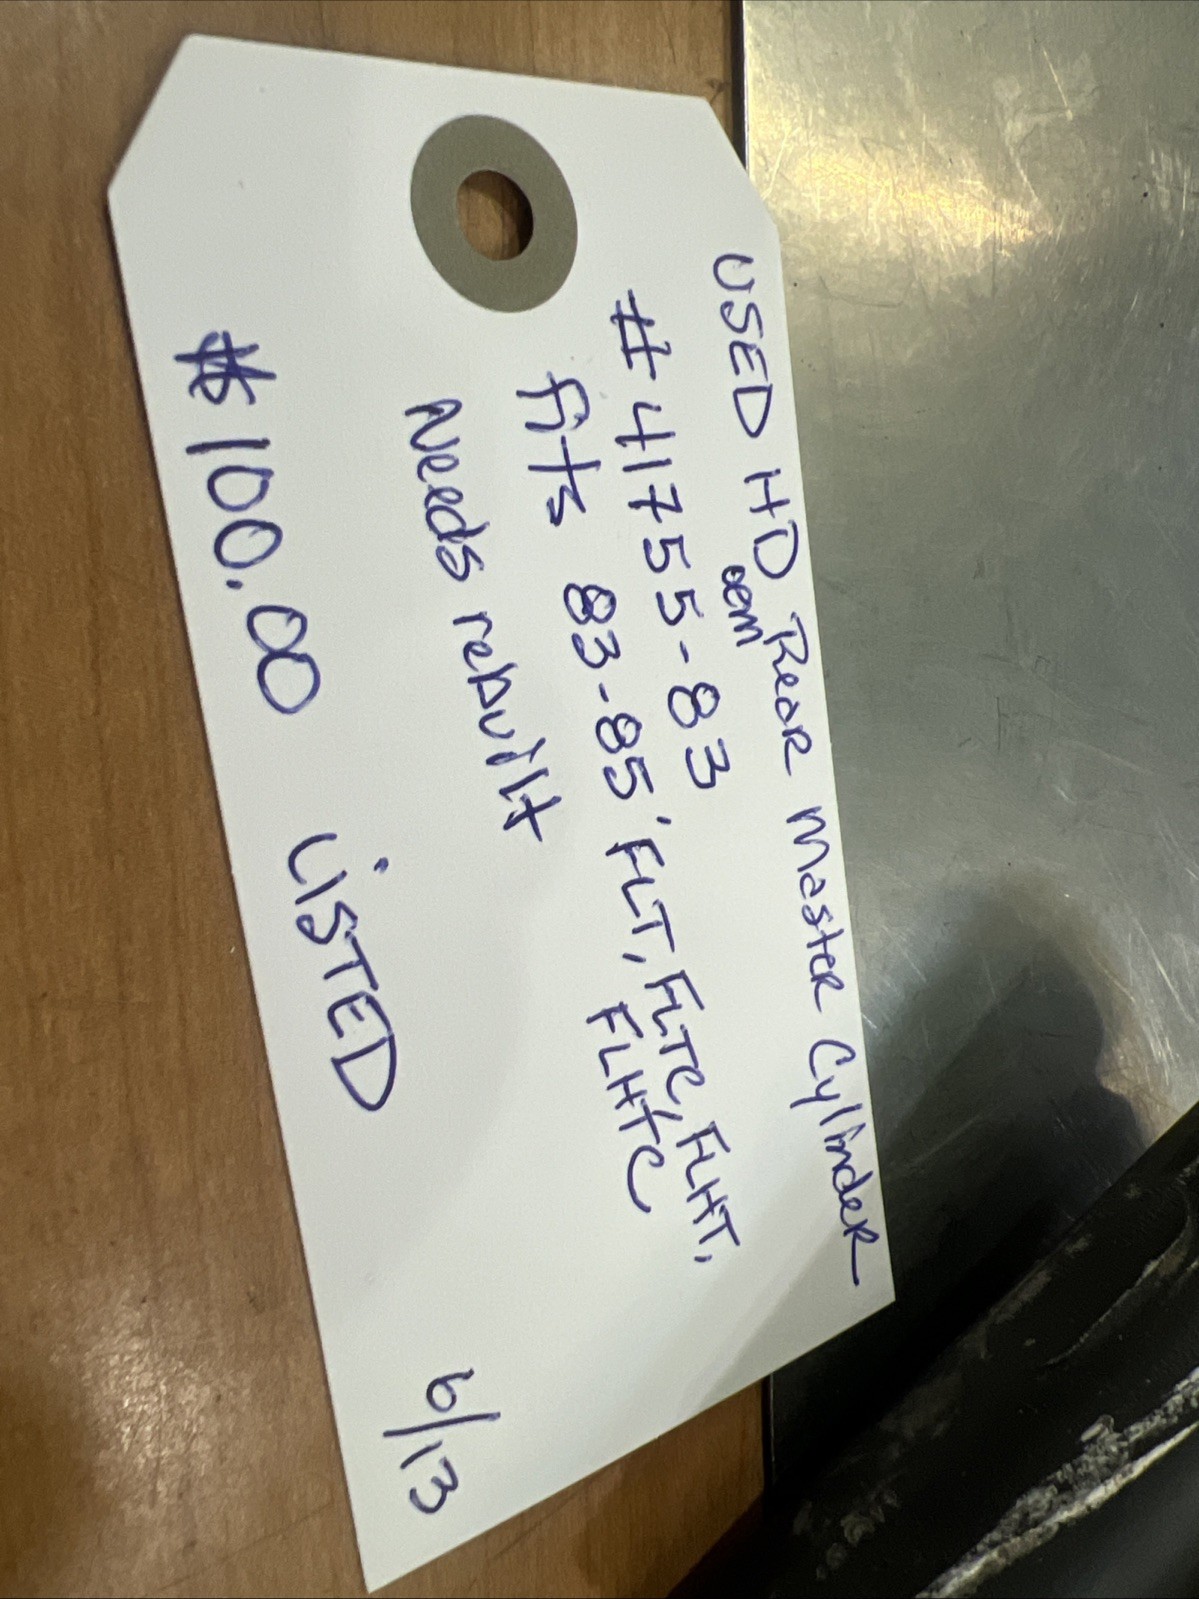 USED HD Rear Master Cylinder
oem
# 41755-83
fits 83-85' FLT, FLTC, FLHT,
FLHTC
Needs rebuilt
$100.00 LiSTED
6/13